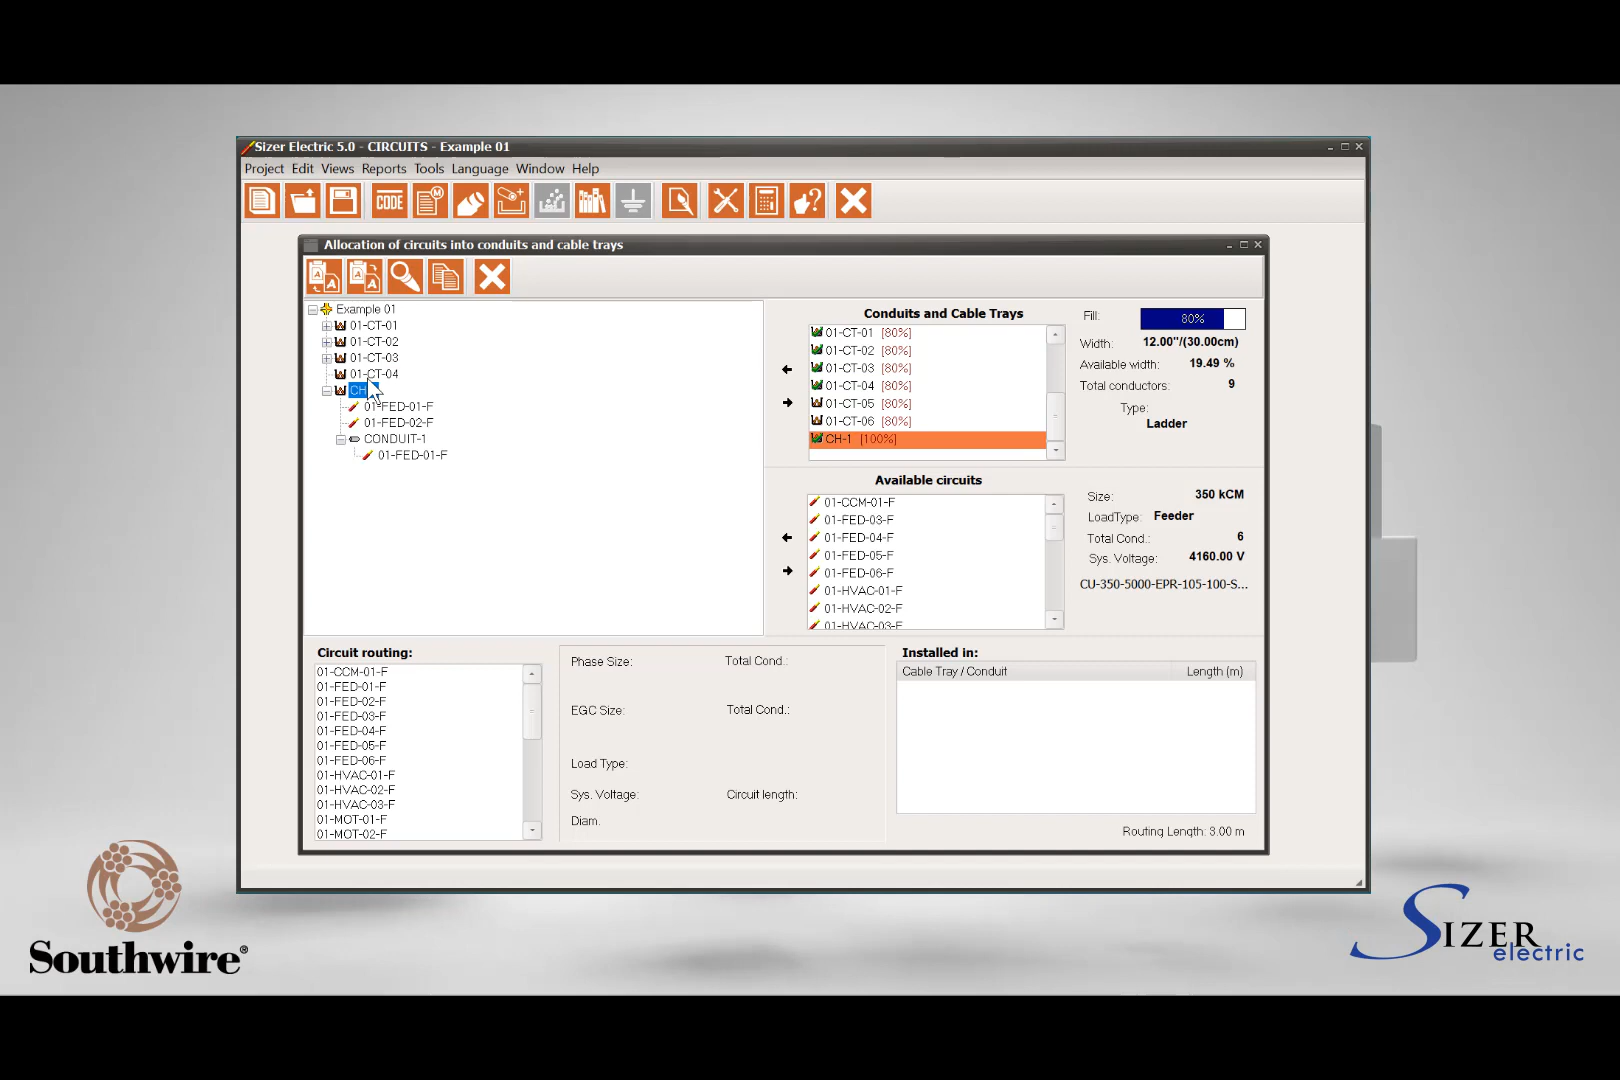 Sizer Electric 5.0 - CIRCUITS - Example 01
Project Edit Views Reports Tools Language Window Help
CODE
Allocation of circuits into conduits and cable trays
Example 01
01-CT-01
01-CT-02
01-CT-03
01-CT-04
CH
01-FED-01-F
01-FED-02-F
CONDUIT-1
01-FED-01-F
Conduits and Cable Trays
01-CT-01 [80%]
01-CT-02 [80%]
01-CT-03 [80%]
01-CT-04 [80%]
01-CT-05 [80%]
01-CT-06 [80%]
CH-1 [100%]
Fill: 80%
Width: 12.00"/(30.00cm)
Available width: 19.49 %
Total conductors: 9
Type:
Ladder
Available circuits
01-CCM-01-F
01-FED-03-F
01-FED-04-F
01-FED-05-F
01-FED-06-F
01-HVAC-01-F
01-HVAC-02-F
01-HVAC-03-F
Size: 350 kCM
LoadType: Feeder
Total Cond.: 6
Sys. Voltage: 4160.00 V
CU-350-5000-EPR-105-100-S...
Circuit routing:
01-CCM-01-F
01-FED-01-F
01-FED-02-F
01-FED-03-F
01-FED-04-F
01-FED-05-F
01-FED-06-F
01-HVAC-01-F
01-HVAC-02-F
01-HVAC-03-F
01-MOT-01-F
01-MOT-02-F
Phase Size: Total Cond.:
EGC Size: Total Cond.:
Load Type:
Sys. Voltage: Circuit length:
Diam.
Installed in:
Cable Tray / Conduit Length (m)
Routing Length: 3.00 m
Southwire®
SIZER
electric